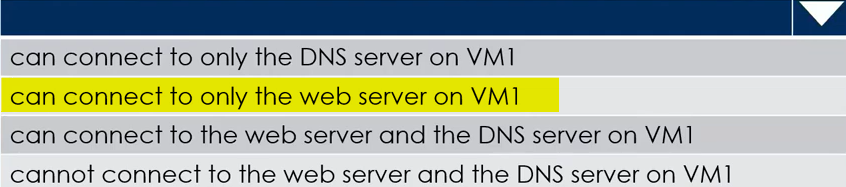 can connect to only the DNS server on VM1
can connect to only the web server on VM1
can connect to the web server and the DNS server on VM1
cannot connect to the web server and the DNS server on VM1